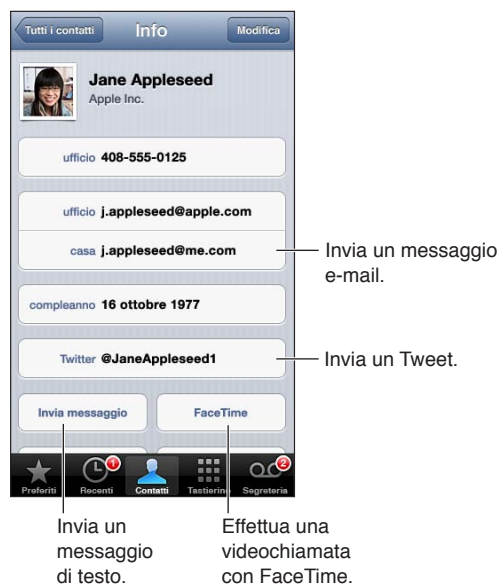 Tutti i contatti
Info
Modifica
Jane Appleseed
Apple Inc.
ufficio 408-555-0125
ufficio j.appleseed@apple.com
casa j.appleseed@me.com
Invia un messaggio
e-mail.
compleanno 16 ottobre 1977
Twitter @JaneAppleseed1
Invia un Tweet.
Invia messaggio
FaceTime
1
2
Preferiti
Recenti
Contatti
Tastierino
Segreteria
Invia un
messaggio
di testo.
Effettua una
videochiamata
con FaceTime.